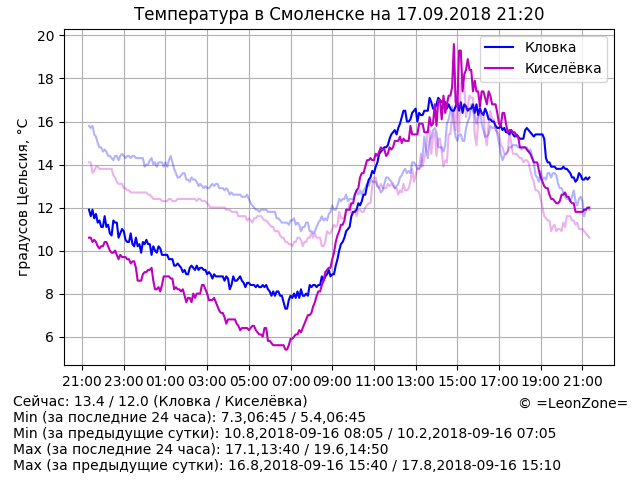 Температура в Смоленске на 17.09.2018 21:20
Кловка
Киселёвка
градусов Цельсия, °C
20
18
16
14
12
10
8
6
21:00 23:00 01:00 03:00 05:00 07:00 09:00 11:00 13:00 15:00 17:00 19:00 21:00
Сейчас: 13.4 / 12.0 (Кловка / Киселёвка)
© =LeonZone=
Min (за последние 24 часа): 7.3,06:45 / 5.4,06:45
Min (за предыдущие сутки): 10.8,2018-09-16 08:05 / 10.2,2018-09-16 07:05
Max (за последние 24 часа): 17.1,13:40 / 19.6,14:50
Max (за предыдущие сутки): 16.8,2018-09-16 15:40 / 17.8,2018-09-16 15:10